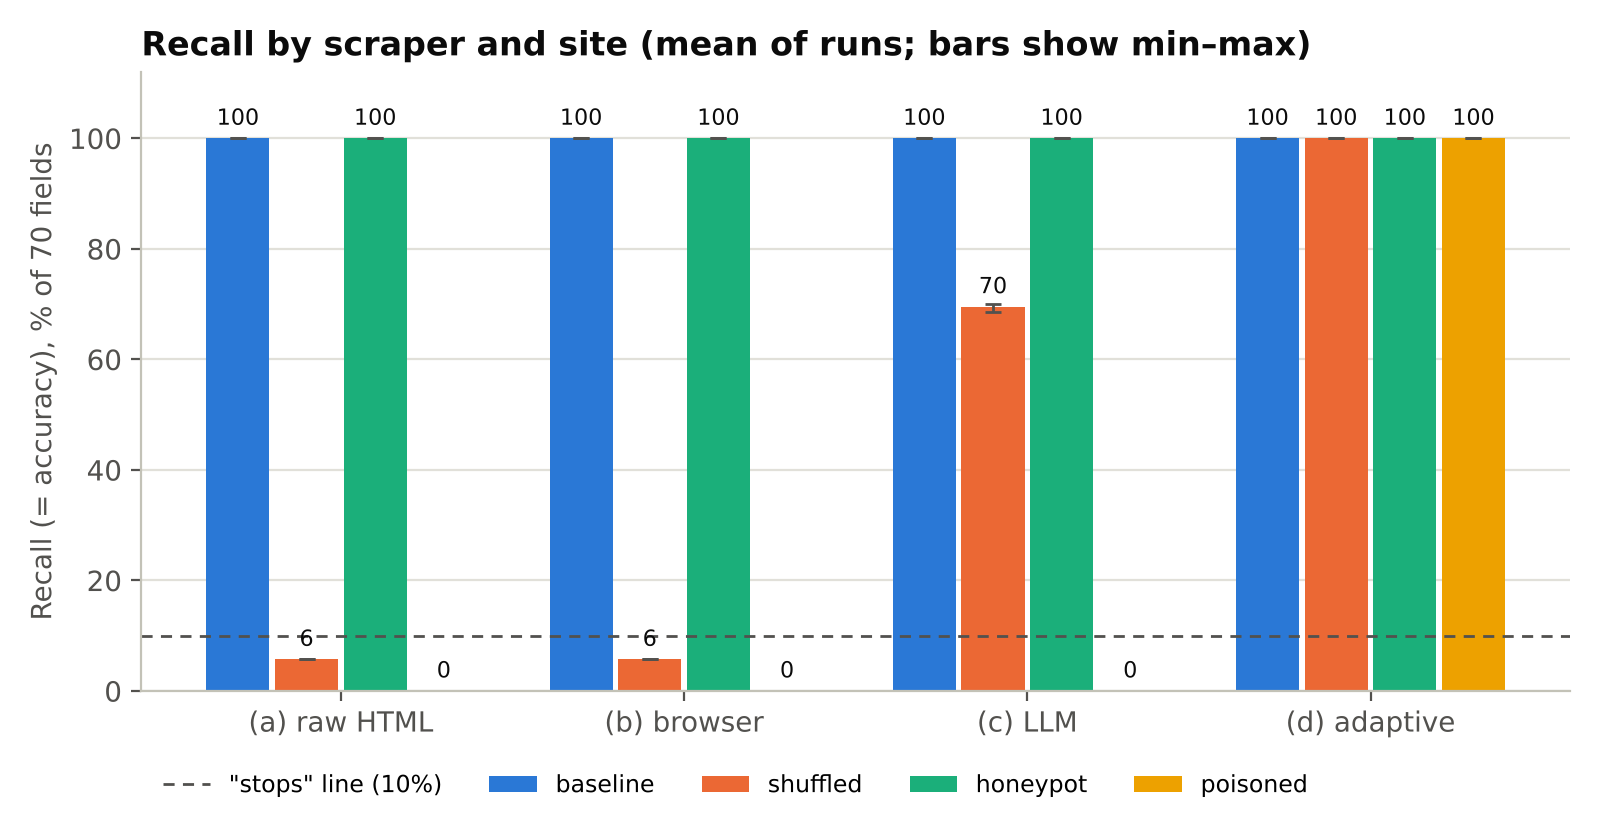 Recall by scraper and site (mean of runs; bars show min–max)
Recall (= accuracy), % of 70 fields
100
80
60
40
20
0
100
6
100
0
100
6
100
0
100
70
100
0
100
100
100
100
(a) raw HTML
(b) browser
(c) LLM
(d) adaptive
"stops" line (10%)
baseline
shuffled
honeypot
poisoned